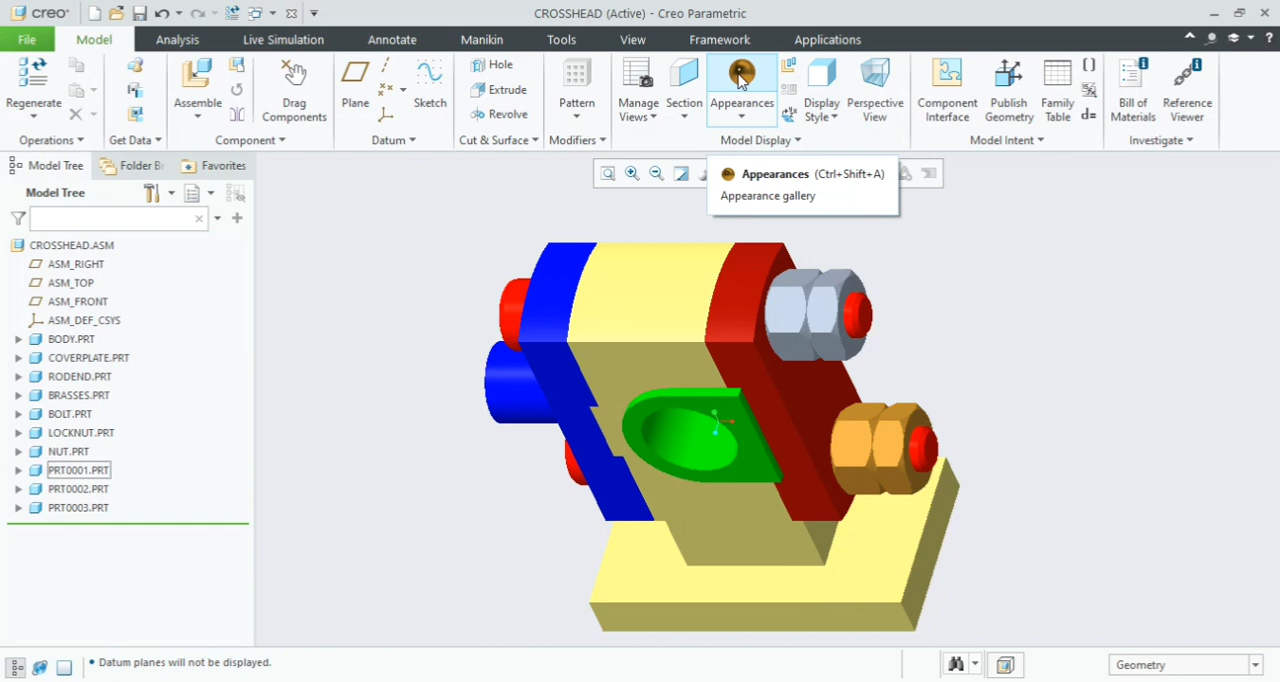 creo
CROSSHEAD (Active) - Creo Parametric
File Model Analysis Live Simulation Annotate Manikin Tools View Framework Applications
Regenerate
Operations
Get Data
Assemble
Drag Components
Component
Plane
Sketch
Datum
Hole
Extrude
Revolve
Cut & Surface
Pattern
Modifiers
Manage Views
Section
Appearances
Display Style
Perspective View
Model Display
Component Interface
Publish Geometry
Family Table
d=
Model Intent
Bill of Materials
Reference Viewer
Investigate
Model Tree
Folder Br
Favorites
Model Tree
Appearances (Ctrl+Shift+A)
Appearance gallery
CROSSHEAD.ASM
ASM_RIGHT
ASM_TOP
ASM_FRONT
ASM_DEF_CSYS
BODY.PRT
COVERPLATE.PRT
RODEND.PRT
BRASSES.PRT
BOLT.PRT
LOCKNUT.PRT
NUT.PRT
PRT0001.PRT
PRT0002.PRT
PRT0003.PRT
• Datum planes will not be displayed.
Geometry